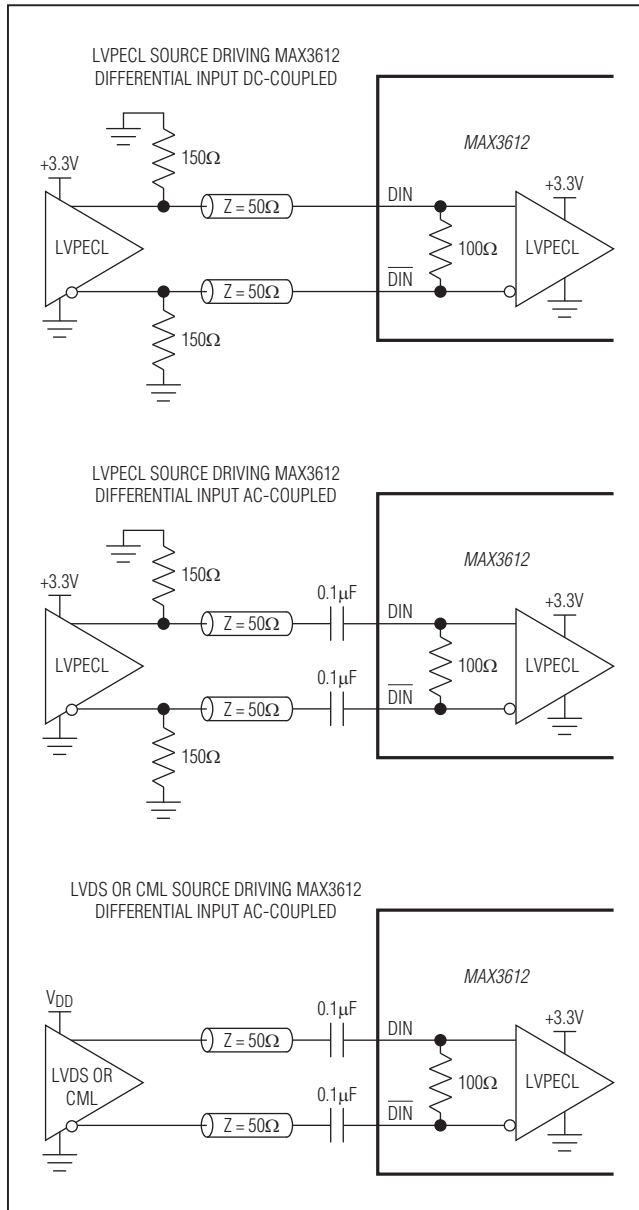 LVPECL SOURCE DRIVING MAX3612
DIFFERENTIAL INPUT DC-COUPLED
MAX3612
+3.3V
150Ω
+3.3V
Z = 50Ω
DIN
LVPECL
100Ω
LVPECL
Z = 50Ω
D̅I̅N̅
150Ω
LVPECL SOURCE DRIVING MAX3612
DIFFERENTIAL INPUT AC-COUPLED
MAX3612
+3.3V
150Ω
0.1μF
+3.3V
Z = 50Ω
DIN
LVPECL
0.1μF
100Ω
LVPECL
Z = 50Ω
D̅I̅N̅
150Ω
LVDS OR CML SOURCE DRIVING MAX3612
DIFFERENTIAL INPUT AC-COUPLED
MAX3612
VDD
0.1μF
+3.3V
Z = 50Ω
DIN
LVDS OR
CML
0.1μF
100Ω
LVPECL
Z = 50Ω
D̅I̅N̅